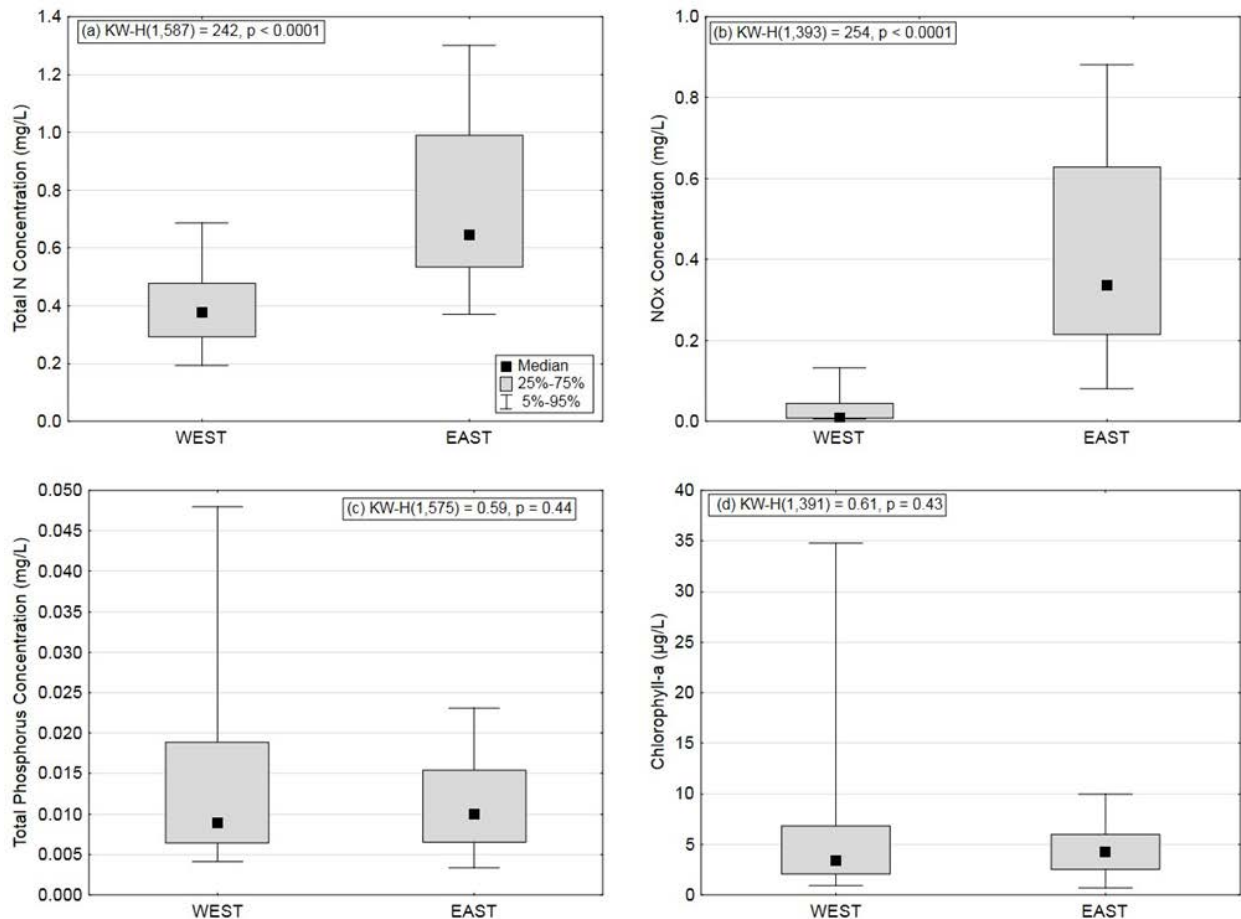 (a) KW-H(1,587) = 242, p < 0.0001
Total N Concentration (mg/L)
1.4
1.2
1.0
0.8
0.6
0.4
0.2
0.0
Median
25%-75%
5%-95%
WEST
EAST
(b) KW-H(1,393) = 254, p < 0.0001
NOx Concentration (mg/L)
1.0
0.8
0.6
0.4
0.2
0.0
WEST
EAST
(c) KW-H(1,575) = 0.59, p = 0.44
Total Phosphorus Concentration (mg/L)
0.050
0.045
0.040
0.035
0.030
0.025
0.020
0.015
0.010
0.005
0.000
WEST
EAST
(d) KW-H(1,391) = 0.61, p = 0.43
Chlorophyll-a (µg/L)
40
35
30
25
20
15
10
5
0
WEST
EAST